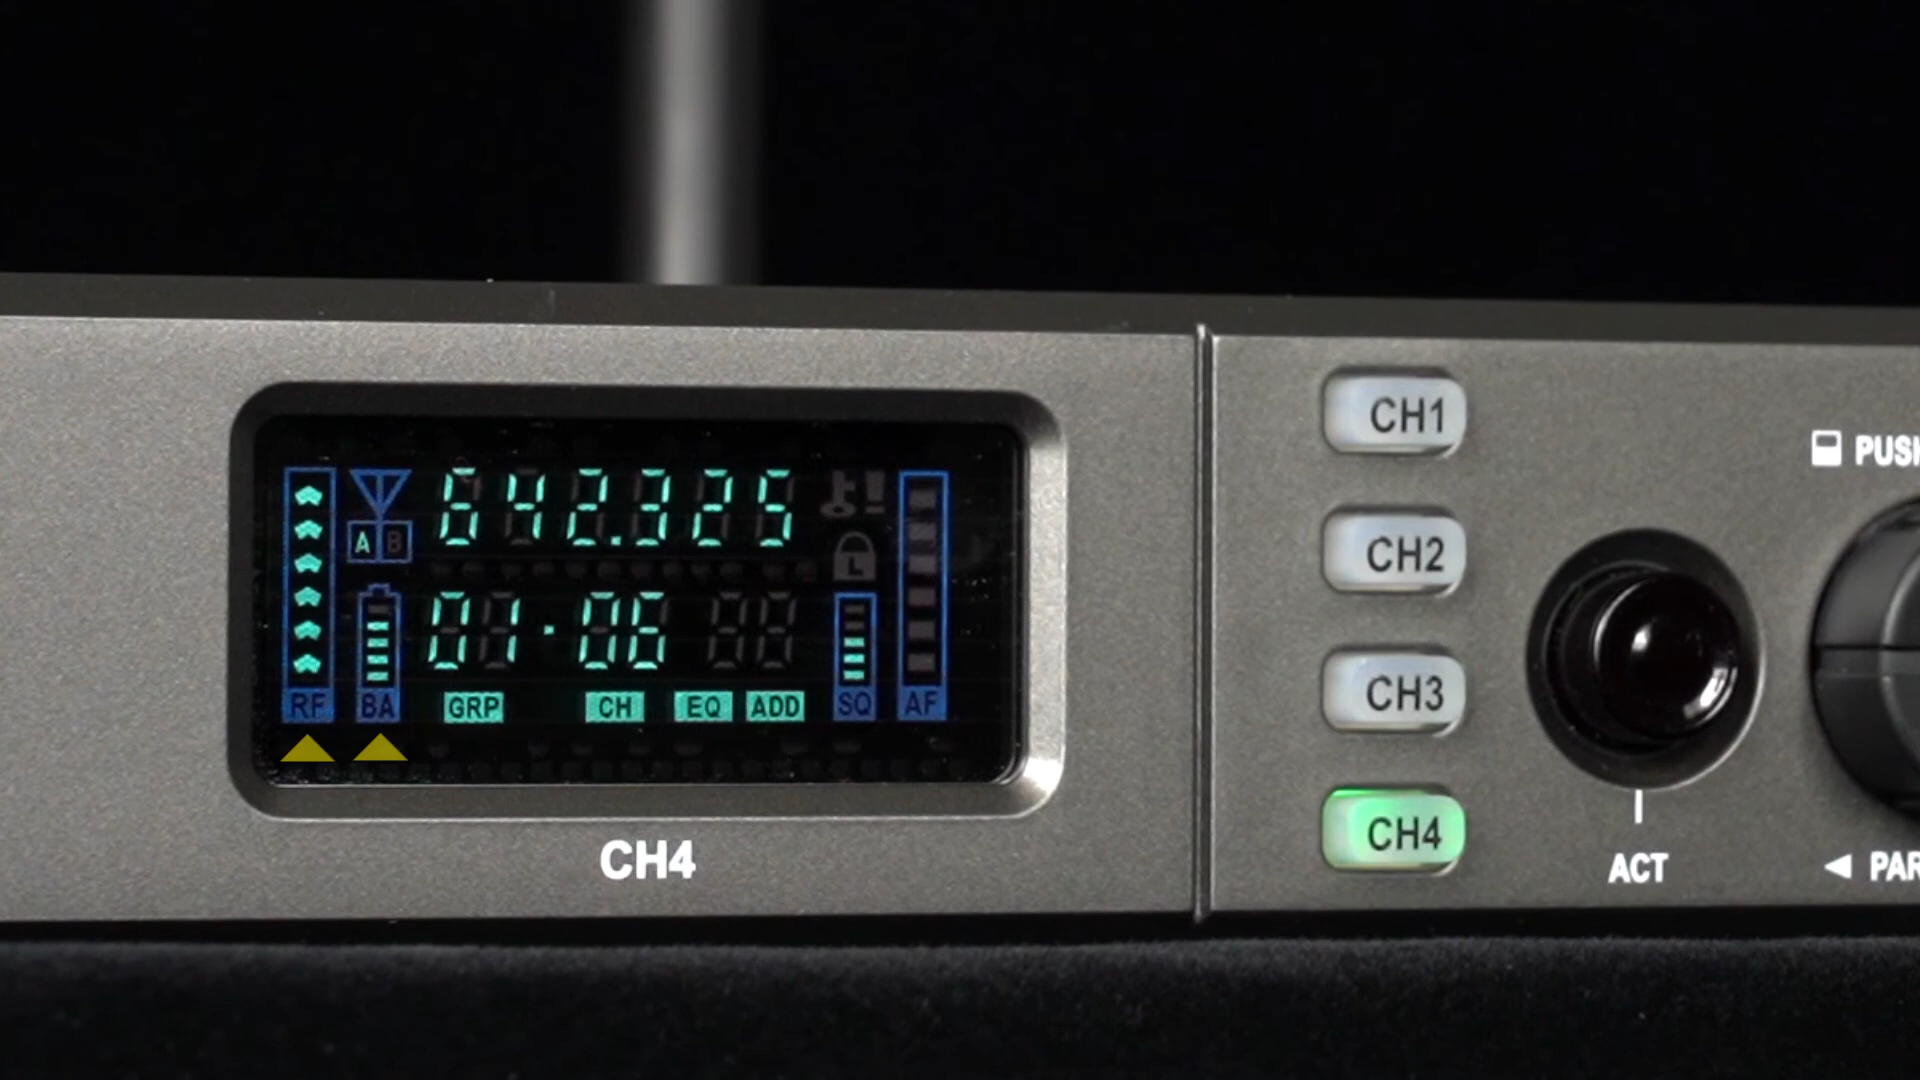 642.325
A B
L
01·06
RF BA GRP CH EQ ADD SQ AF
CH4
CH1
CH2
CH3
CH4
ACT
PUSH
◀ PAR